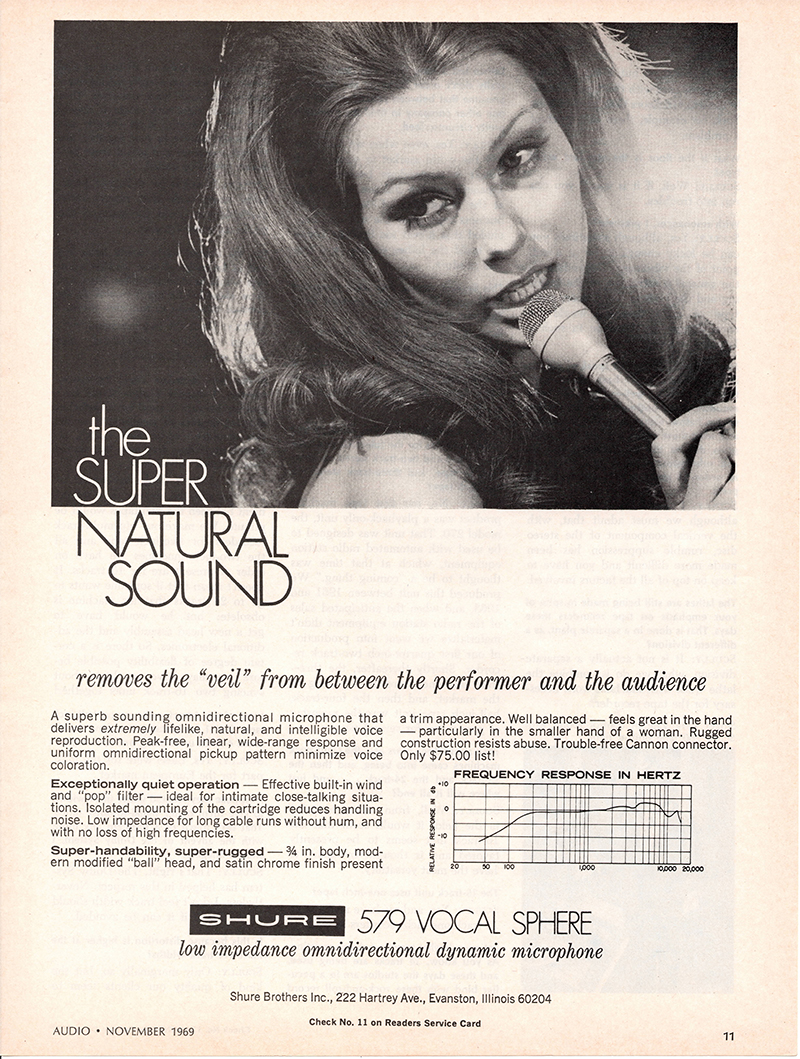 the
SUPER
NATURAL
SOUND
removes the “veil” from between the performer and the audience
A superb sounding omnidirectional microphone that
delivers extremely lifelike, natural, and intelligible voice
reproduction. Peak-free, linear, wide-range response and
uniform omnidirectional pickup pattern minimize voice
coloration.
Exceptionally quiet operation — Effective built-in wind
and “pop” filter — ideal for intimate close-talking situa-
tions. Isolated mounting of the cartridge reduces handling
noise. Low impedance for long cable runs without hum, and
with no loss of high frequencies.
Super-handability, super-rugged — ¾ in. body, mod-
ern modified “ball” head, and satin chrome finish present
a trim appearance. Well balanced — feels great in the hand
— particularly in the smaller hand of a woman. Rugged
construction resists abuse. Trouble-free Cannon connector.
Only $75.00 list!
FREQUENCY RESPONSE IN HERTZ
RELATIVE RESPONSE IN db
+10
0
-10
20 50 100 1,000 10,000 20,000
SHURE 579 VOCAL SPHERE
low impedance omnidirectional dynamic microphone
Shure Brothers Inc., 222 Hartrey Ave., Evanston, Illinois 60204
Check No. 11 on Readers Service Card
AUDIO • NOVEMBER 1969
11